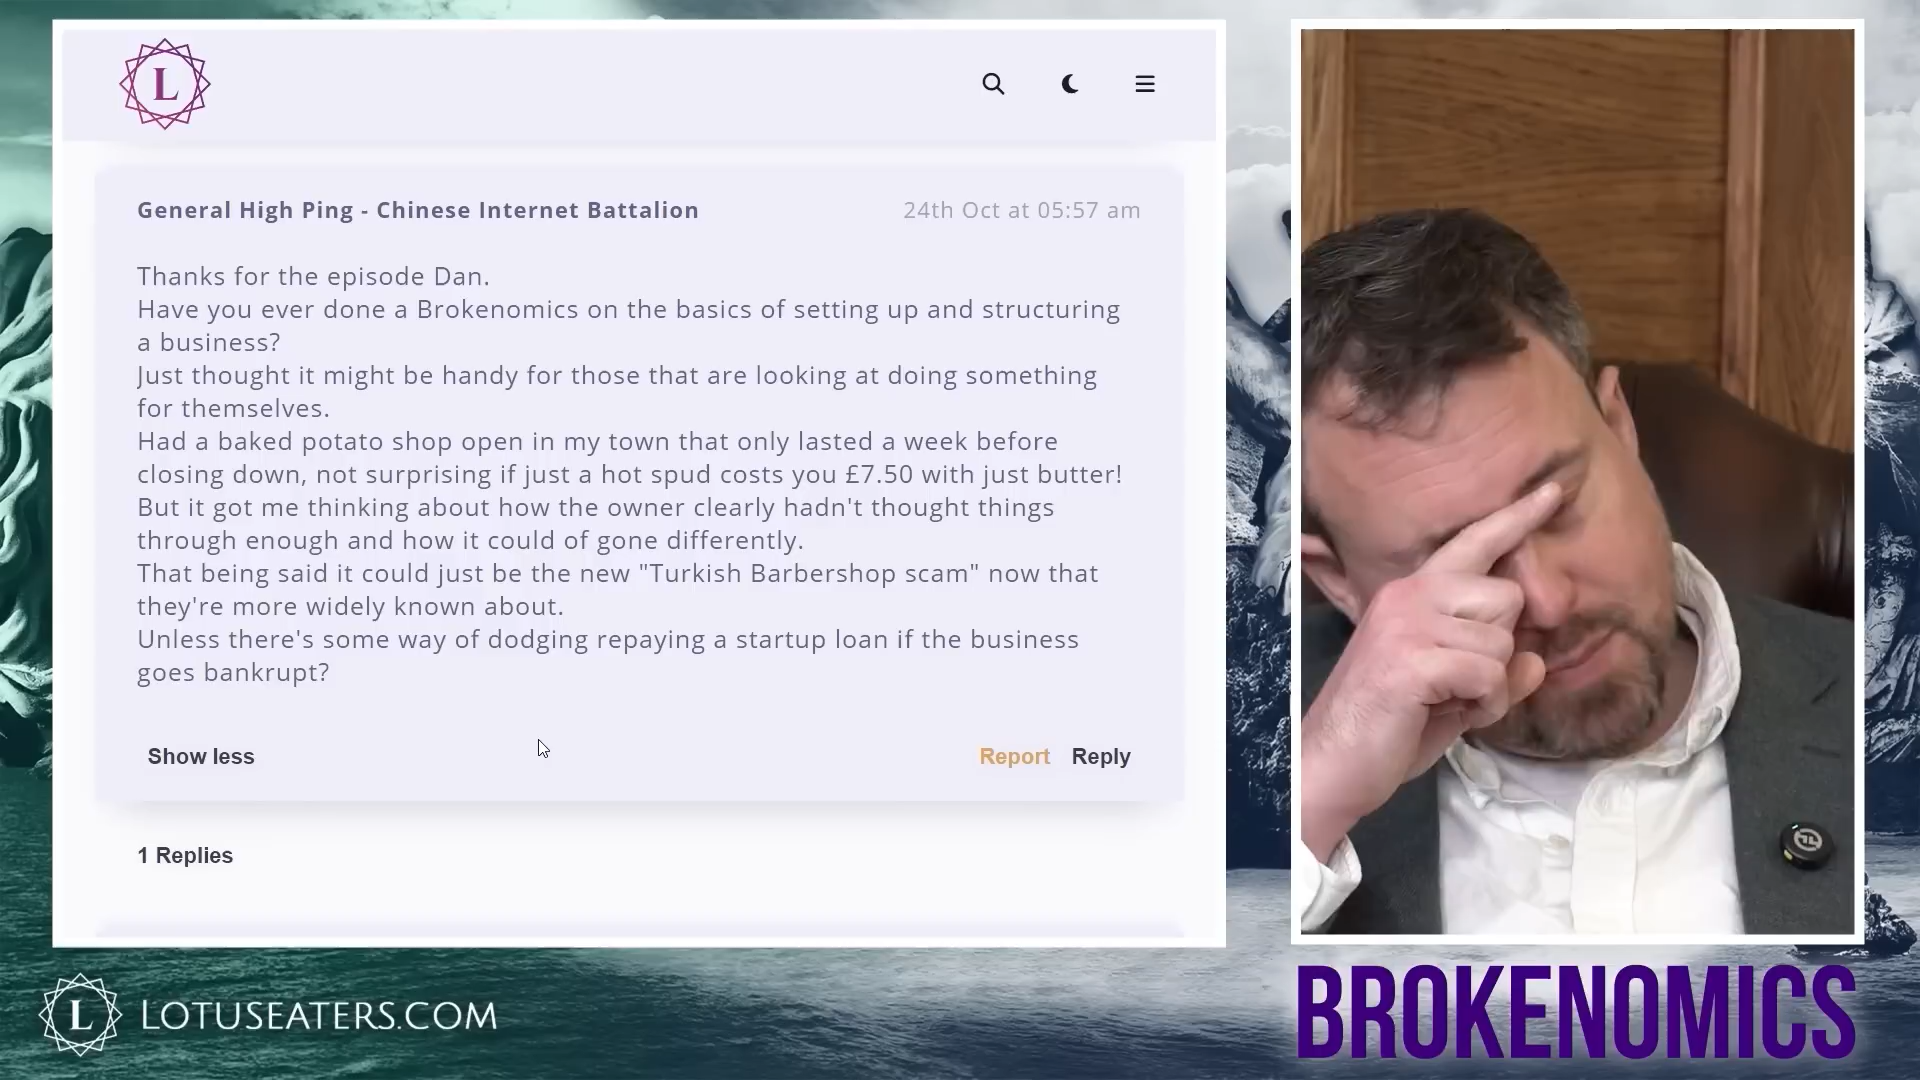 L
General High Ping - Chinese Internet Battalion
24th Oct at 05:57 am
Thanks for the episode Dan.
Have you ever done a Brokenomics on the basics of setting up and structuring
a business?
Just thought it might be handy for those that are looking at doing something
for themselves.
Had a baked potato shop open in my town that only lasted a week before
closing down, not surprising if just a hot spud costs you £7.50 with just butter!
But it got me thinking about how the owner clearly hadn't thought things
through enough and how it could of gone differently.
That being said it could just be the new "Turkish Barbershop scam" now that
they're more widely known about.
Unless there's some way of dodging repaying a startup loan if the business
goes bankrupt?
Show less
Report
Reply
1 Replies
L
LOTUSEATERS.COM
BROKENOMICS